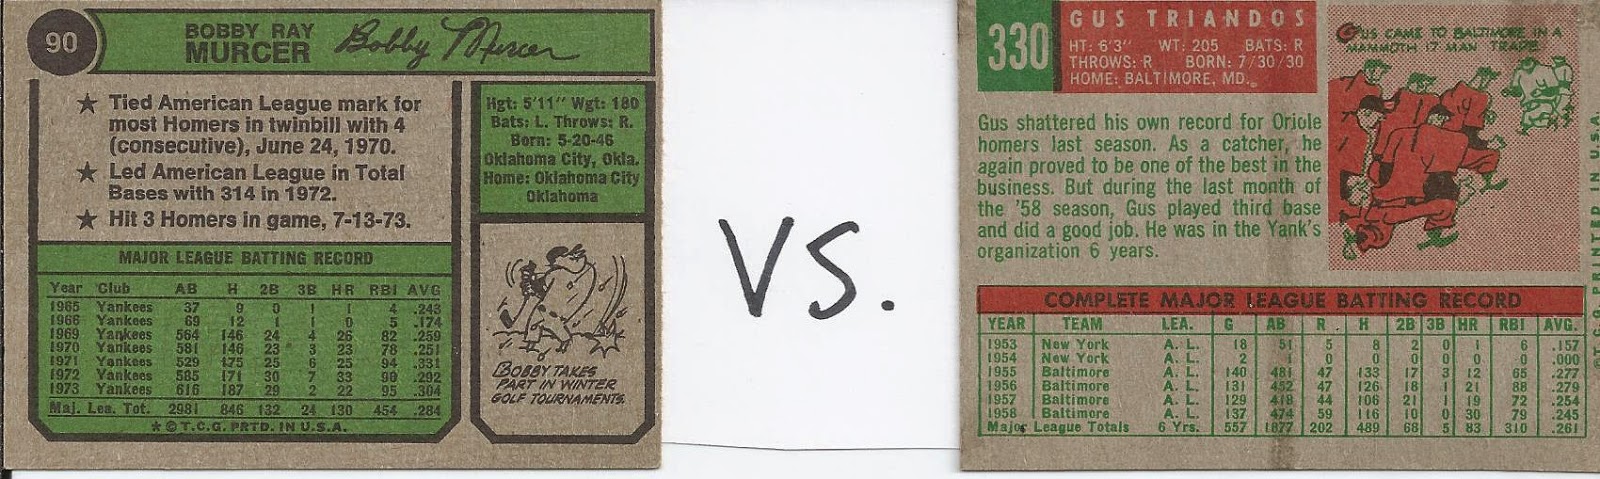 90
BOBBY RAY
MURCER
Bobby Murcer
★ Tied American League mark for
most Homers in twinbill with 4
(consecutive), June 24, 1970.
★ Led American League in Total
Bases with 314 in 1972.
★ Hit 3 Homers in game, 7-13-73.
Hgt: 5'11" Wgt: 180
Bats: L. Throws: R.
Born: 5-20-46
Oklahoma City, Okla.
Home: Oklahoma City
Oklahoma
MAJOR LEAGUE BATTING RECORD
Year Club AB H 2B 3B HR RBI AVG
1965 Yankees 37 9 0 1 1 4 .243
1966 Yankees 69 12 1 1 0 5 .174
1969 Yankees 564 146 24 4 26 82 .259
1970 Yankees 581 146 23 3 23 78 .251
1971 Yankees 529 175 25 6 25 94 .331
1972 Yankees 585 171 30 7 33 90 .292
1973 Yankees 616 187 29 2 22 95 .304
Maj. Lea. Tot. 2981 846 132 24 130 454 .284
★ © T.C.G. PRTD. IN U.S.A.
BOBBY TAKES
PART IN WINTER
GOLF TOURNAMENTS.
VS.
330
GUS TRIANDOS
HT: 6'3" WT: 205 BATS: R
THROWS: R BORN: 7/30/30
HOME: BALTIMORE, MD.
Gus shattered his own record for Oriole
homers last season. As a catcher, he
again proved to be one of the best in the
business. But during the last month of
the '58 season, Gus played third base
and did a good job. He was in the Yank's
organization 6 years.
GUS CAME TO BALTIMORE IN A
MAMMOTH 17 MAN TRADE
COMPLETE MAJOR LEAGUE BATTING RECORD
YEAR TEAM LEA. G AB R H 2B 3B HR RBI AVG.
1953 New York A. L. 18 51 5 8 2 0 1 6 .157
1954 New York A. L. 2 1 0 0 0 0 0 0 .000
1955 Baltimore A. L. 140 481 47 133 17 3 12 65 .277
1956 Baltimore A. L. 131 452 47 126 18 1 21 88 .279
1957 Baltimore A. L. 129 418 44 106 21 1 19 72 .254
1958 Baltimore A. L. 137 474 59 116 10 0 30 79 .245
Major League Totals 6 Yrs. 557 1877 202 489 68 5 83 310 .261
© T.C.G. PRINTED IN U.S.A.